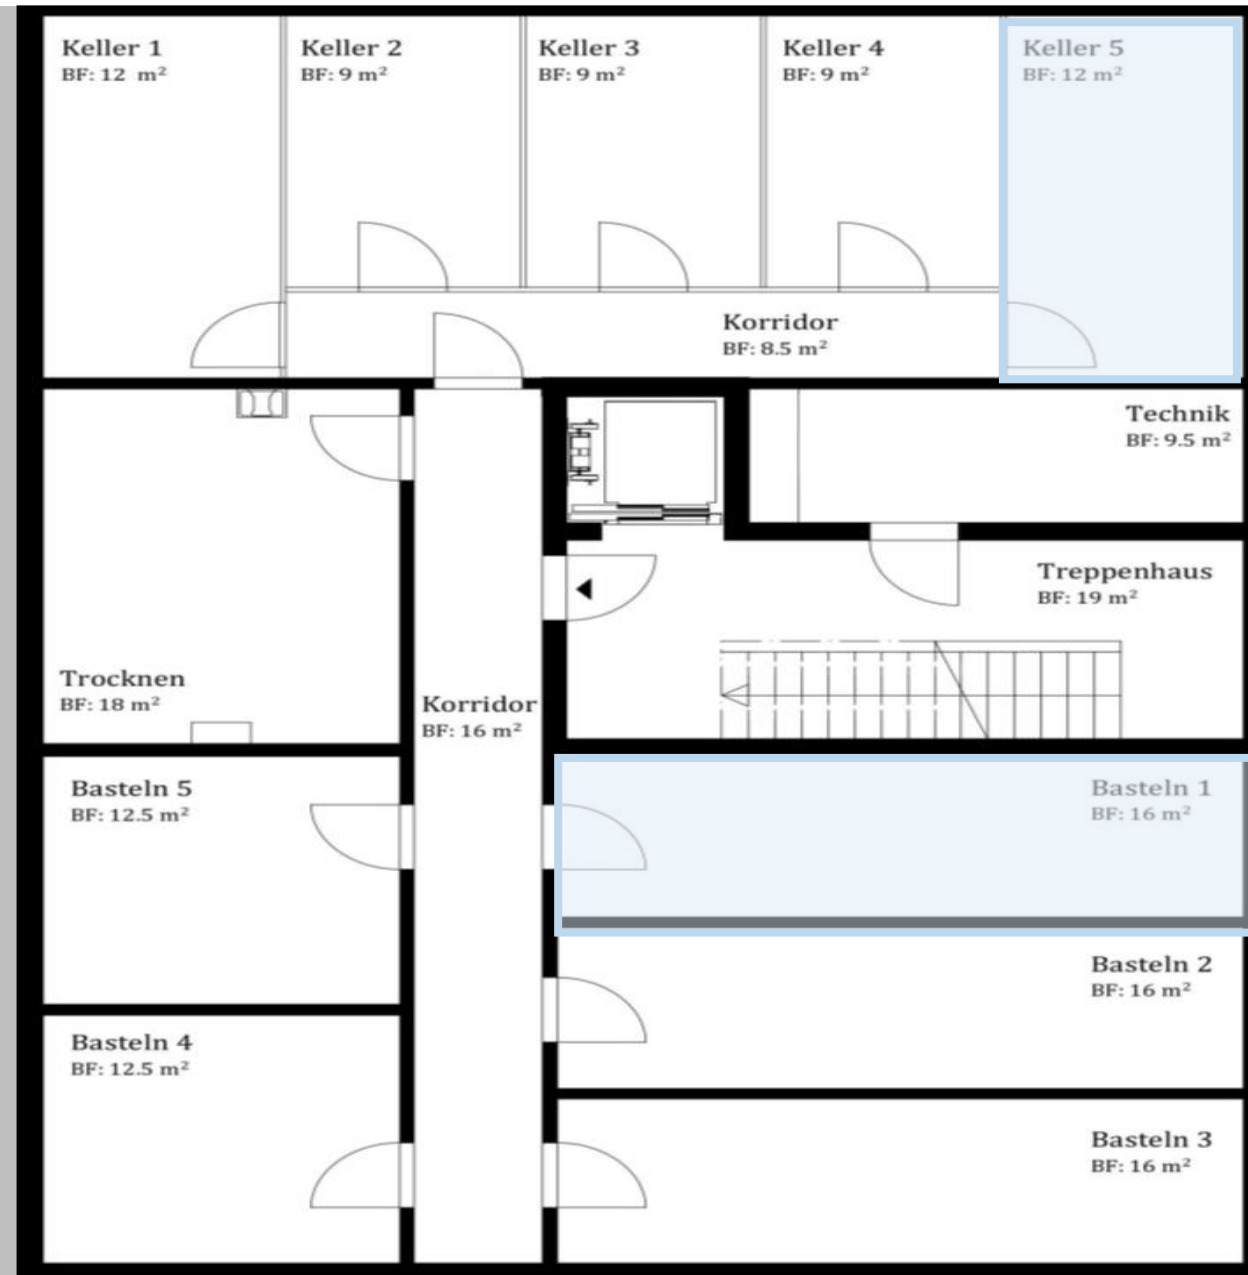 Keller 1
BF: 12 m²
Keller 2
BF: 9 m²
Keller 3
BF: 9 m²
Keller 4
BF: 9 m²
Keller 5
BF: 12 m²
Korridor
BF: 8.5 m²
Technik
BF: 9.5 m²
Treppenhaus
BF: 19 m²
Trocknen
BF: 18 m²
Korridor
BF: 16 m²
Basteln 5
BF: 12.5 m²
Basteln 1
BF: 16 m²
Basteln 2
BF: 16 m²
Basteln 4
BF: 12.5 m²
Basteln 3
BF: 16 m²